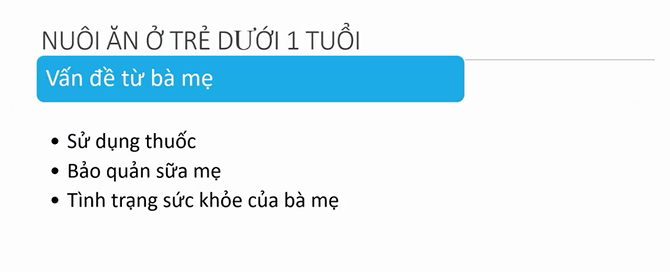 NUÔI ĂN Ở TRẺ DƯỚI 1 TUỔI
Vấn đề từ bà mẹ
• Sử dụng thuốc
• Bảo quản sữa mẹ
• Tình trạng sức khỏe của bà mẹ